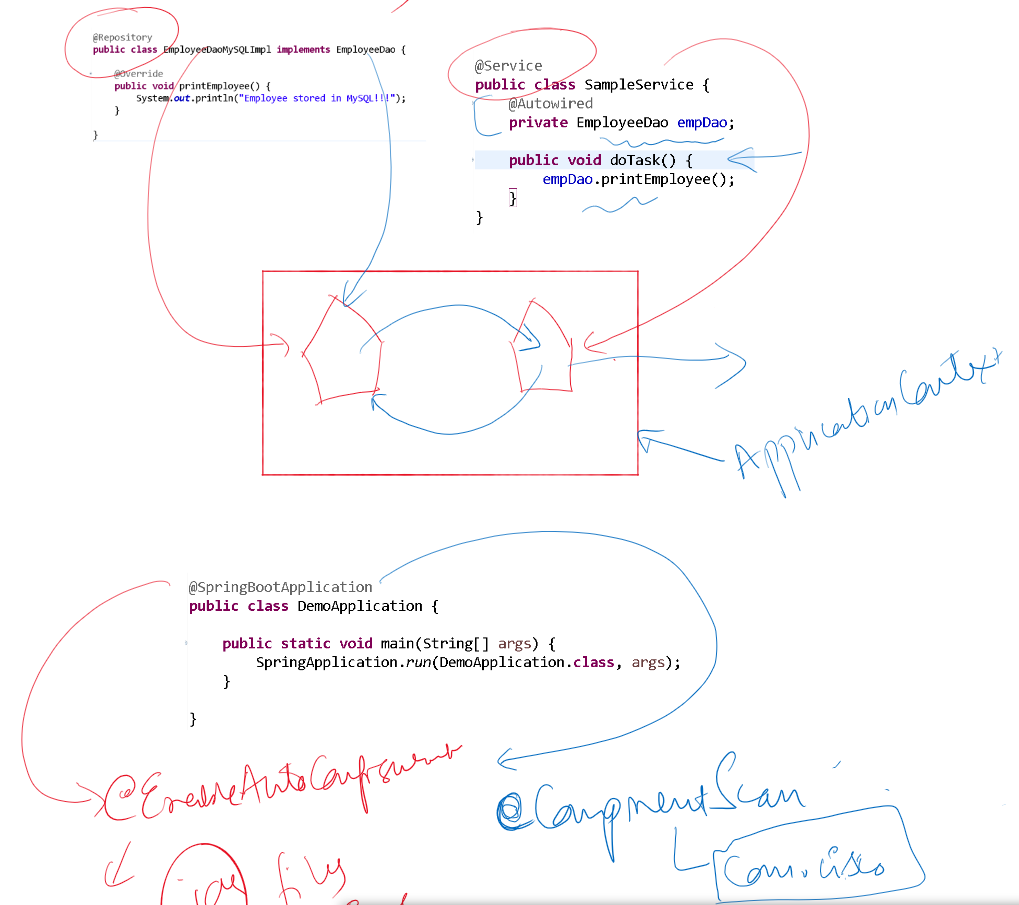 @Repository
public class EmployeeDaoMySQLImpl implements EmployeeDao {
@Override
public void printEmployee() {
System.out.println("Employee stored in MySQL!!!");
}
}
@Service
public class SampleService {
@Autowired
private EmployeeDao empDao;
public void doTask() {
empDao.printEmployee();
}
}
ApplicationContext
@SpringBootApplication
public class DemoApplication {
public static void main(String[] args) {
SpringApplication.run(DemoApplication.class, args);
}
}
@ComponentScan
com.cisco